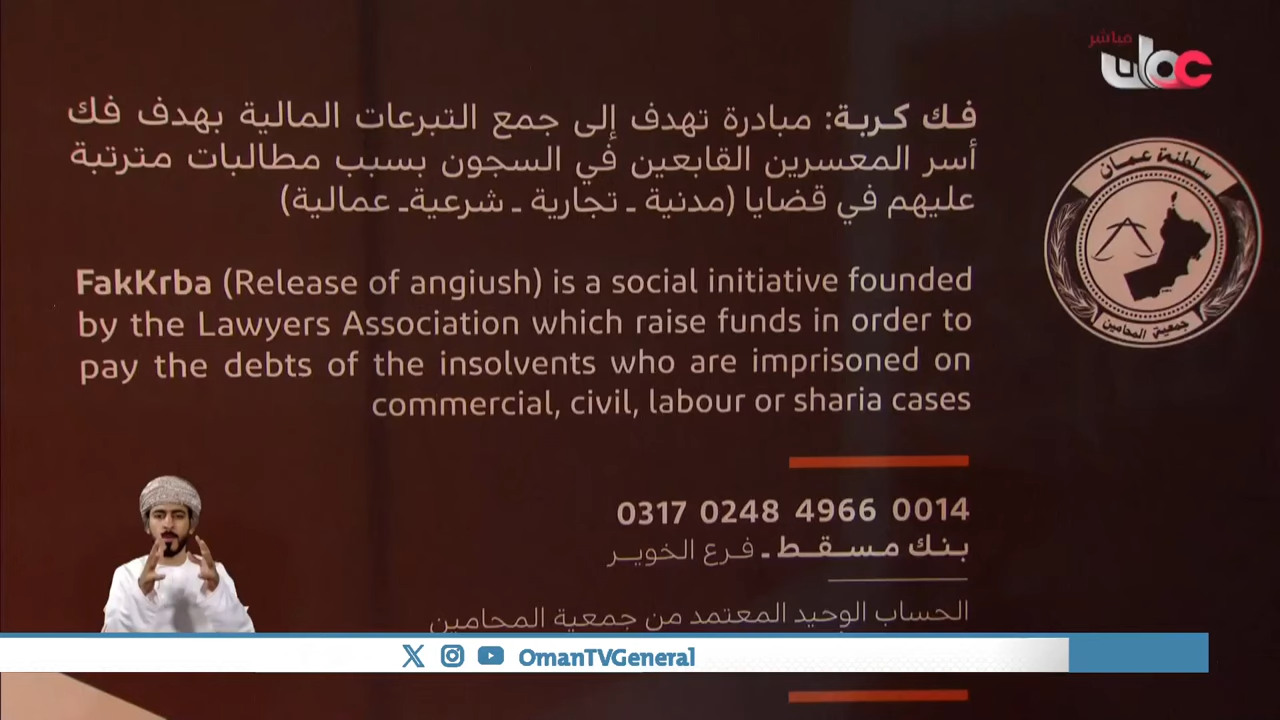 مباشر
عمان
فك كربة: مبادرة تهدف إلى جمع التبرعات المالية بهدف فك
أسر المعسرين القابعين في السجون بسبب مطالبات مترتبة
عليهم في قضايا (مدنية ـ تجارية ـ شرعيةـ عمالية)
سلطنة عمان
جمعية المحامين
FakKrba (Release of angiush) is a social initiative founded
by the Lawyers Association which raise funds in order to
pay the debts of the insolvents who are imprisoned on
commercial, civil, labour or sharia cases
0317 0248 4966 0014
بنك مسقط ـ فرع الخوير
الحساب الوحيد المعتمد من جمعية المحامين
OmanTVGeneral